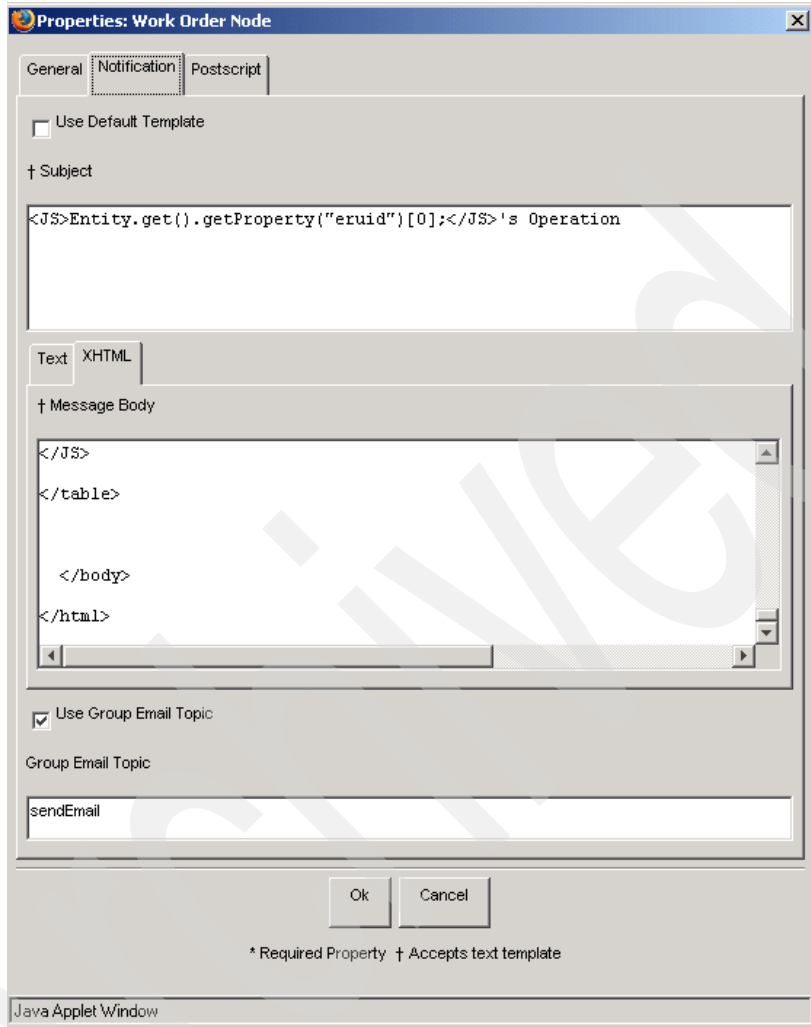 Properties: Work Order Node
General Notification Postscript
Use Default Template
† Subject
<JS>Entity.get().getProperty("eruid")[0];</JS>'s Operation
Text XHTML
† Message Body
</JS>
</table>
</body>
</html>
Use Group Email Topic
Group Email Topic
sendEmail
Ok Cancel
* Required Property † Accepts text template
Java Applet Window